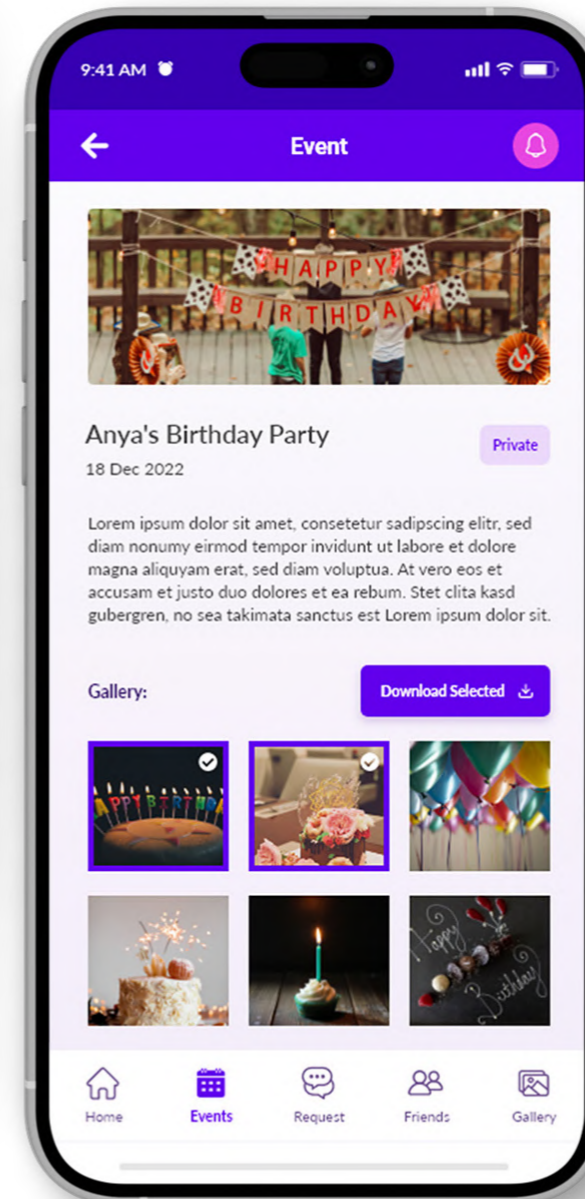 9:41 AM
Event
HAPPY
BIRTHDAY
Anya's Birthday Party
Private
18 Dec 2022
Lorem ipsum dolor sit amet, consetetur sadipscing elitr, sed
diam nonumy eirmod tempor invidunt ut labore et dolore
magna aliquyam erat, sed diam voluptua. At vero eos et
accusam et justo duo dolores et ea rebum. Stet clita kasd
gubergren, no sea takimata sanctus est Lorem ipsum dolor sit.
Gallery:
Download Selected
APPY BIRTHDA
Happy
Birthday
Home
Events
Request
Friends
Gallery